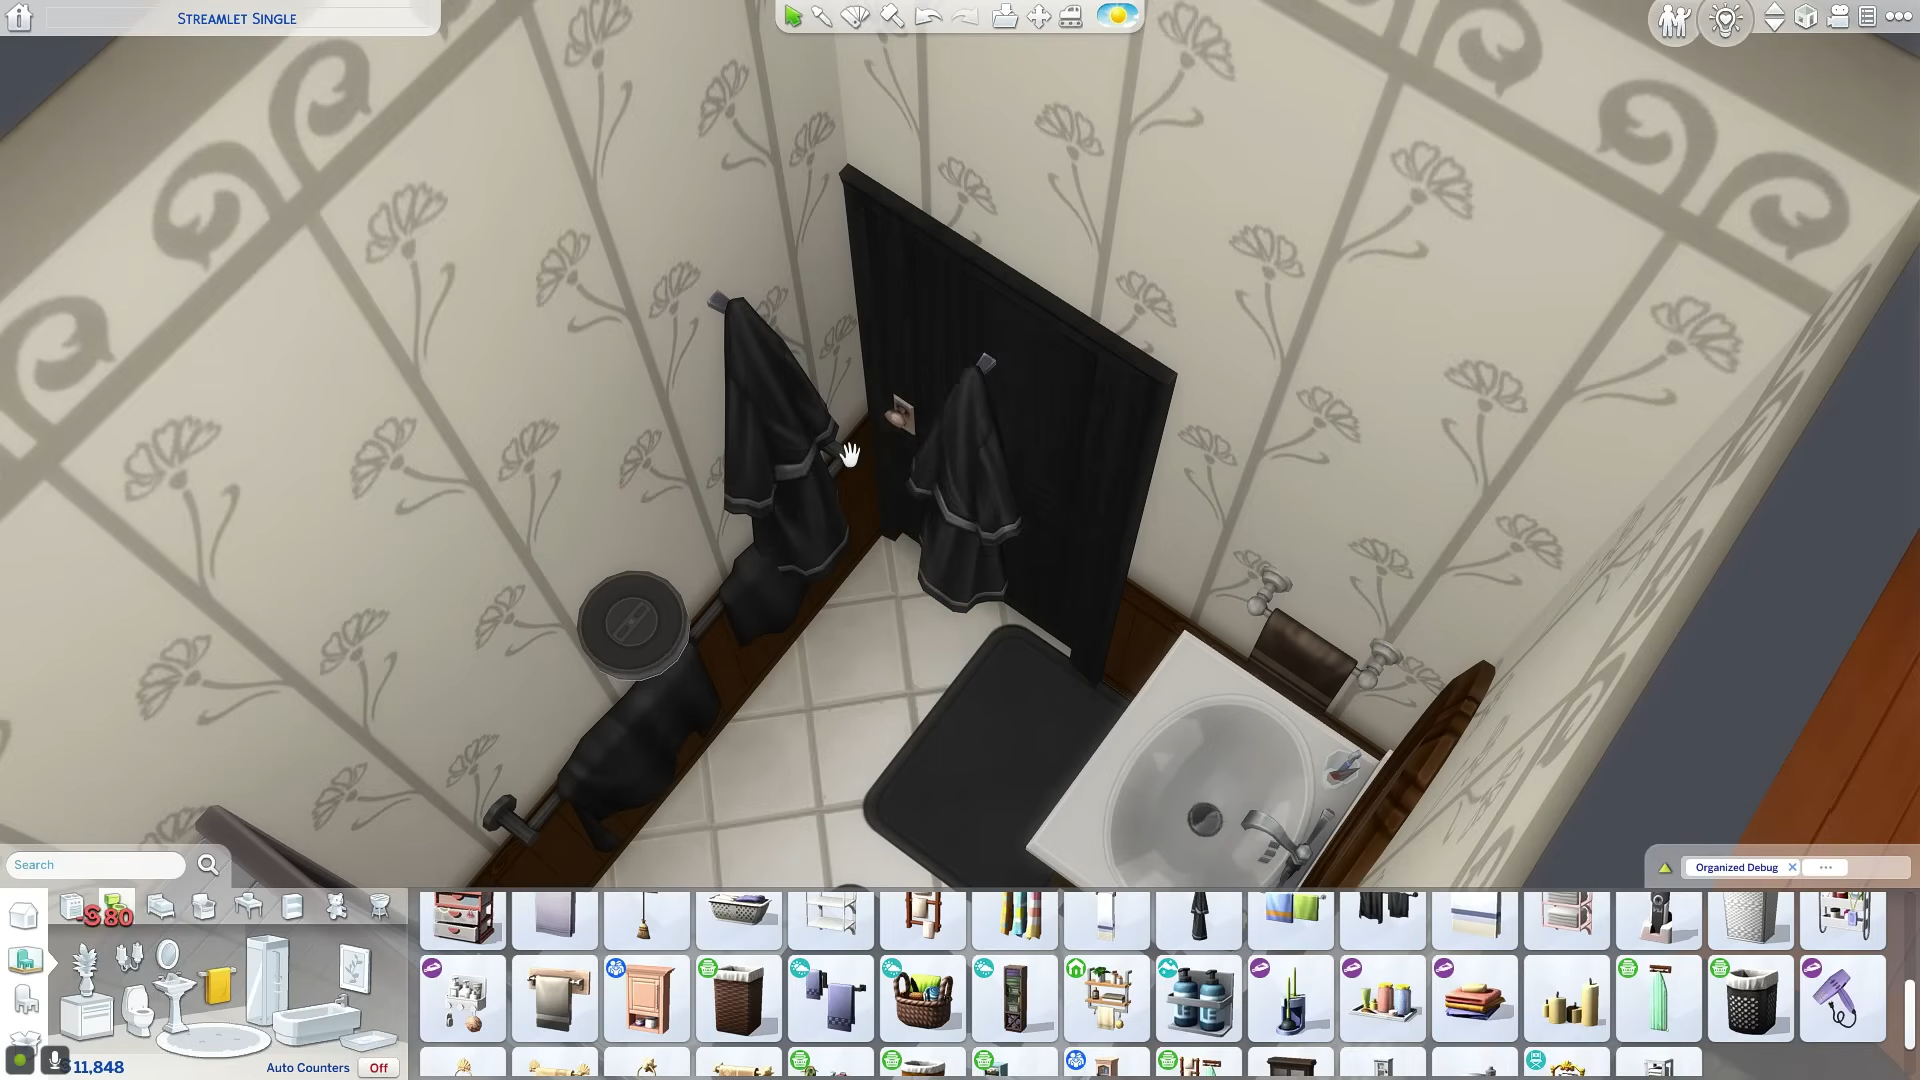 STREAMLET SINGLE
Search
Organized Debug
-§80
§11,848
Auto Counters Off